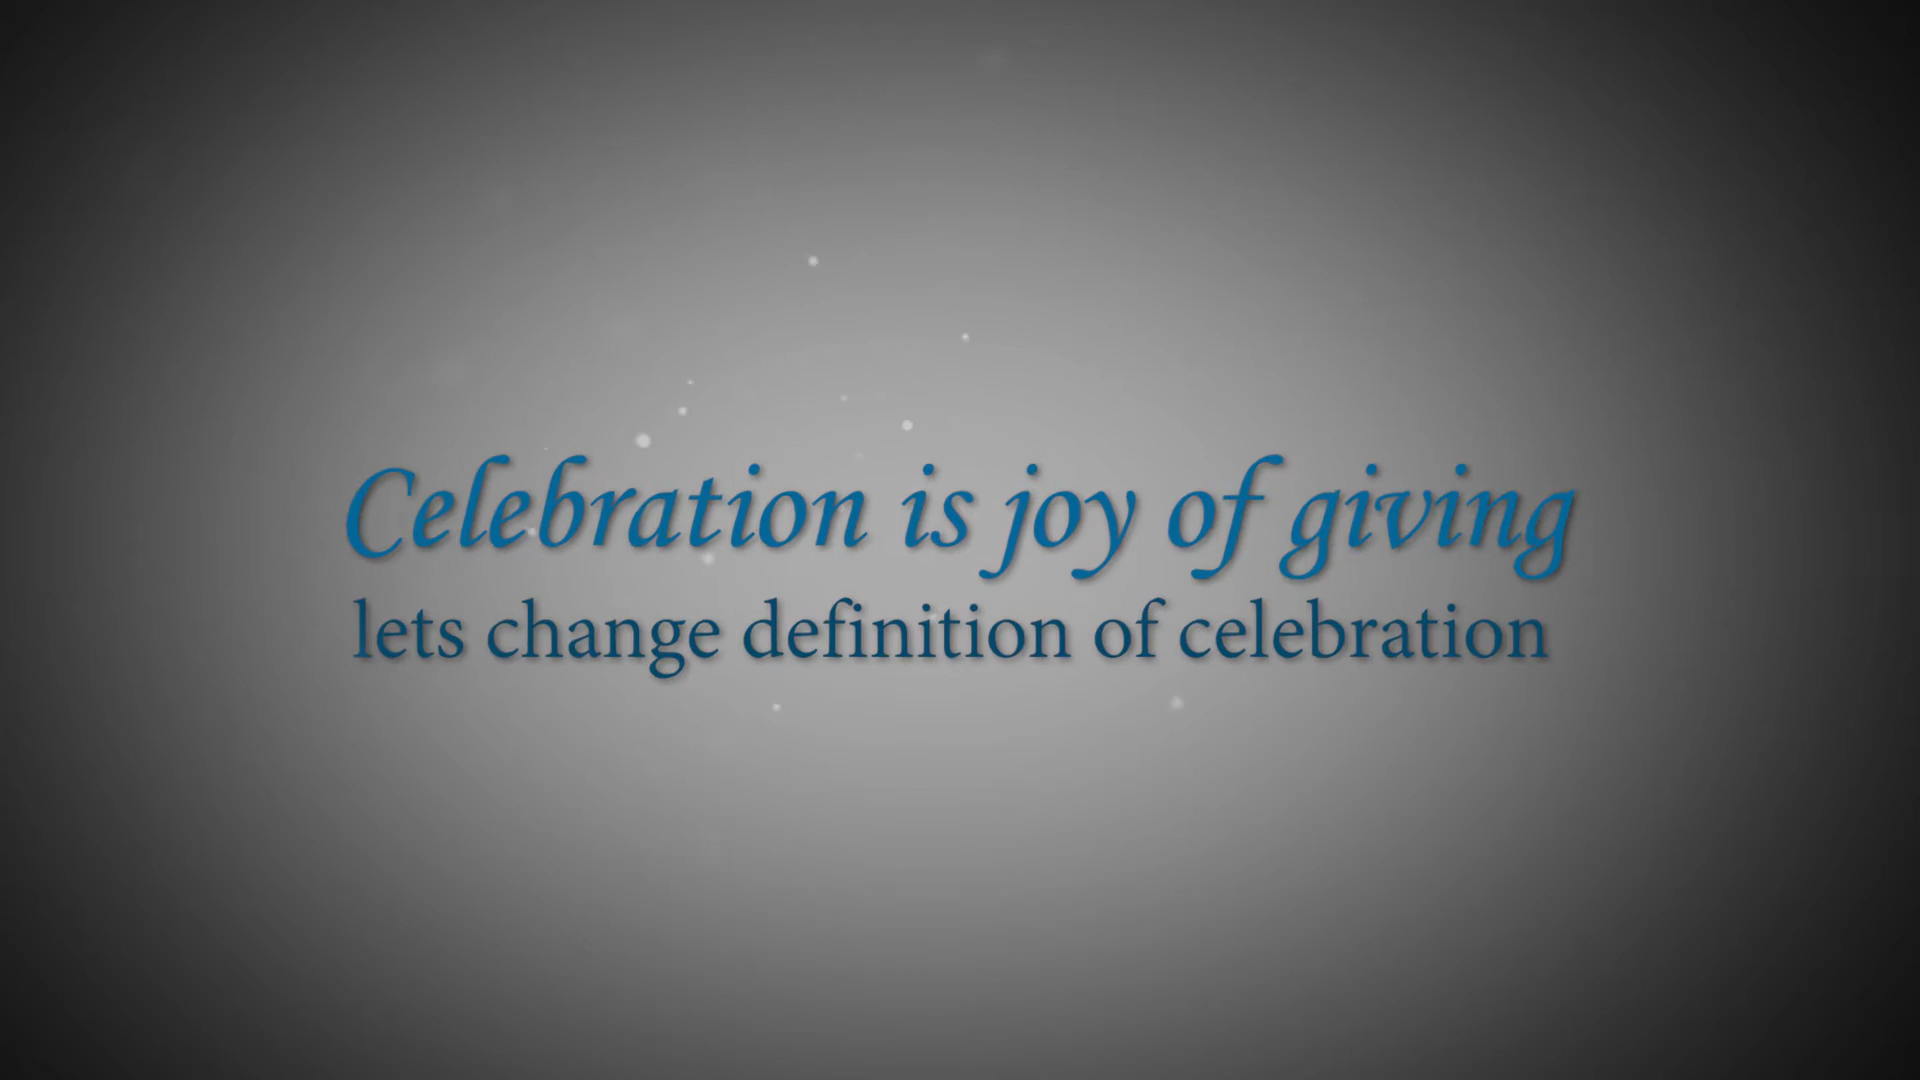 Celebration is joy of giving
lets change definition of celebration